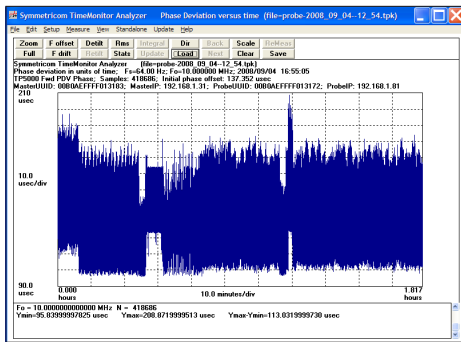 Symmetricom TimeMonitor Analyzer Phase Deviation versus time (file=probe-2008_09_04--12_54.tpk)
File Edit Setup Measure View Standalone Update Help
Zoom F offset Detilt Rms Integral Dir Back Scale ReMeas
Full F drift Retilt Stats Update Load Next Clear Save
Symmetricom TimeMonitor Analyzer (file=probe-2008_09_04--12_54.tpk)
Phase deviation in units of time; Fs=64.00 Hz; Fo=10.000000 MHz; 2008/09/04 16:55:05
TP5000 Fwd PDV Phase; Samples: 418686; Initial phase offset: 137.352 usec
MasterUUID: 00B0AEFFFF013183; MasterIP: 192.168.1.31; ProbeUUID: 00B0AEFFFF013172; ProbeIP: 192.168.1.81
210
usec
10.0
usec/div
90.0
usec
0.000
hours
10.0 minutes/div
1.817
hours
Fo = 10.0000000000000 MHz N = 418686
Ymin=95.03999997025 usec Ymax=208.0719999513 usec Ymax-Ymin=113.0319999730 usec